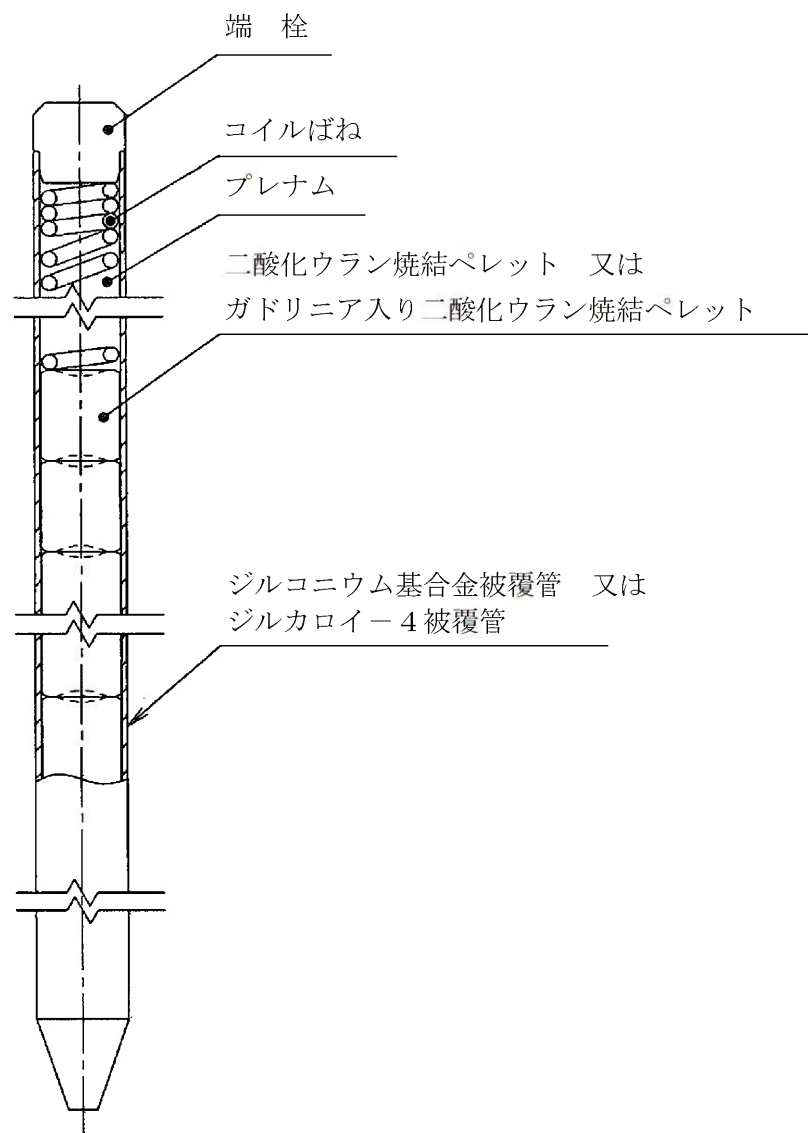 端　栓
コイルばね
プレナム
二酸化ウラン焼結ペレット　又は
ガドリニア入り二酸化ウラン焼結ペレット
ジルコニウム基合金被覆管　又は
ジルカロイ－４被覆管